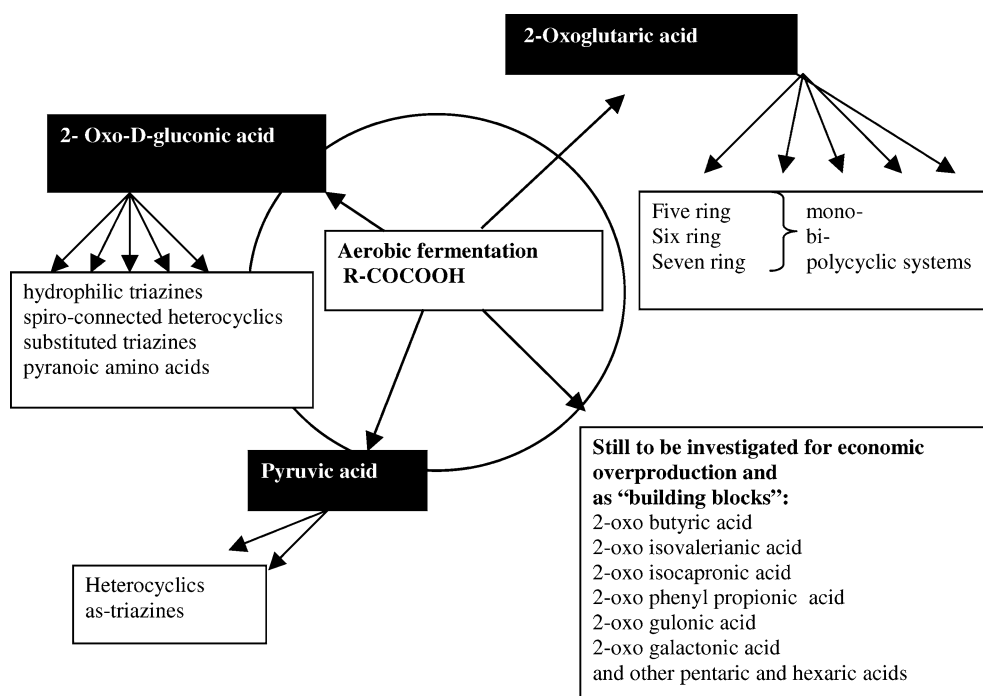 2-Oxoglutaric acid
2- Oxo-D-gluconic acid
Five ring
Six ring
Seven ring
mono-
bi-
polycyclic systems
Aerobic fermentation
R-COCOOH
hydrophilic triazines
spiro-connected heterocyclics
substituted triazines
pyranoic amino acids
Pyruvic acid
Heterocyclics
as-triazines
Still to be investigated for economic
overproduction and
as “building blocks”:
2-oxo butyric acid
2-oxo isovalerianic acid
2-oxo isocapronic acid
2-oxo phenyl propionic acid
2-oxo gulonic acid
2-oxo galactonic acid
and other pentaric and hexaric acids